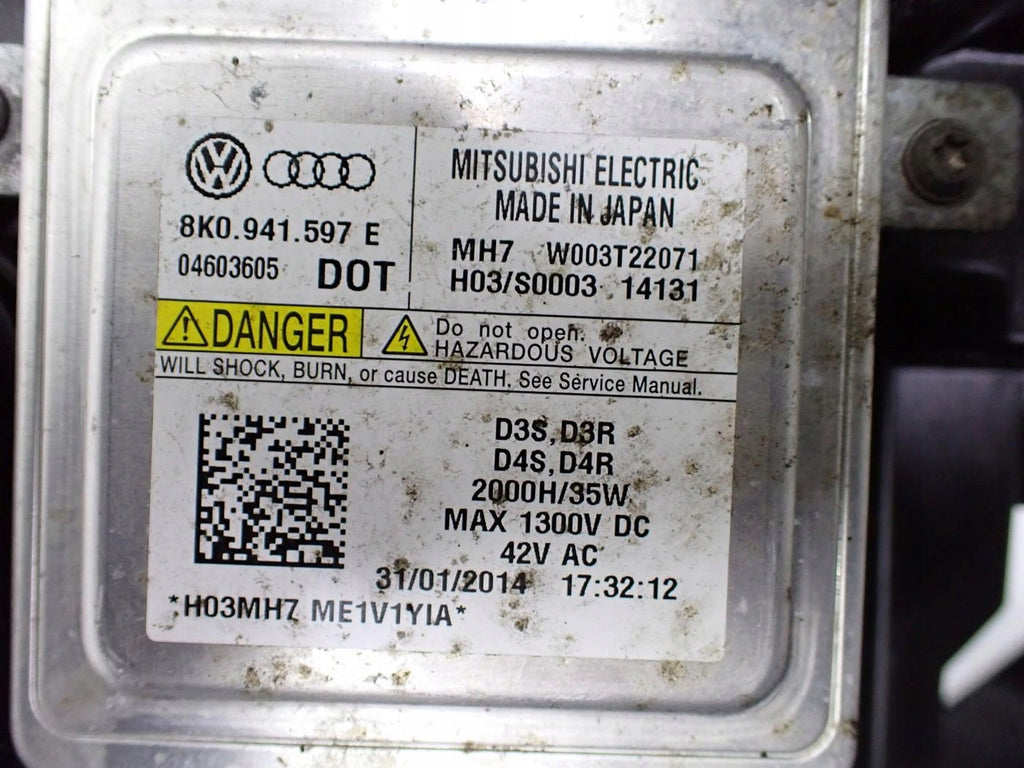 8K0.941.597 E
04603605 DOT
MITSUBISHI ELECTRIC
MADE IN JAPAN
MH7 W003T22071
H03/S0003 14131
DANGER
Do not open.
HAZARDOUS VOLTAGE
WILL SHOCK, BURN, or cause DEATH. See Service Manual.
D3S, D3R
D4S, D4R
2000H/35W
MAX 1300V DC
42V AC
31/01/2014 17:32:12
*H03MH7 ME1V1YIA*